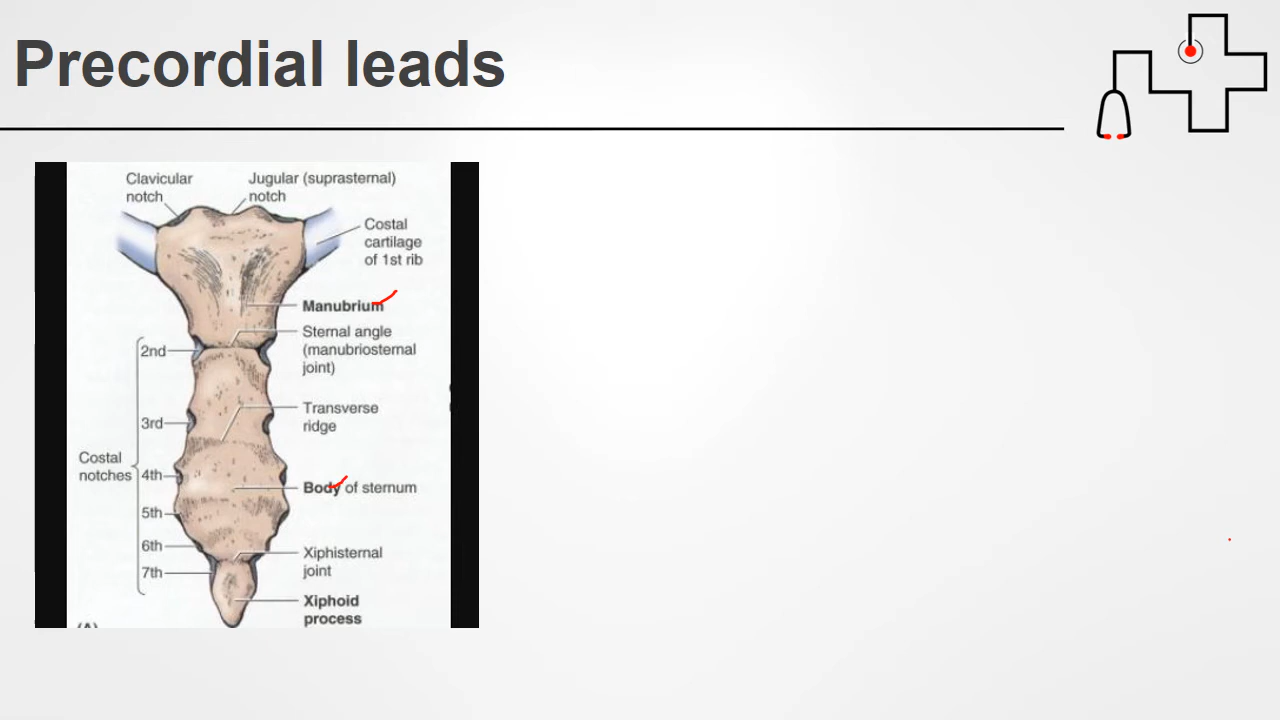 Precordial leads
Clavicular
notch
Jugular (suprasternal)
notch
Costal
cartilage
of 1st rib
Manubrium
Sternal angle
(manubriosternal
joint)
2nd
Transverse
ridge
3rd
Costal
notches
4th
Body of sternum
5th
6th
Xiphisternal
joint
7th
Xiphoid
process